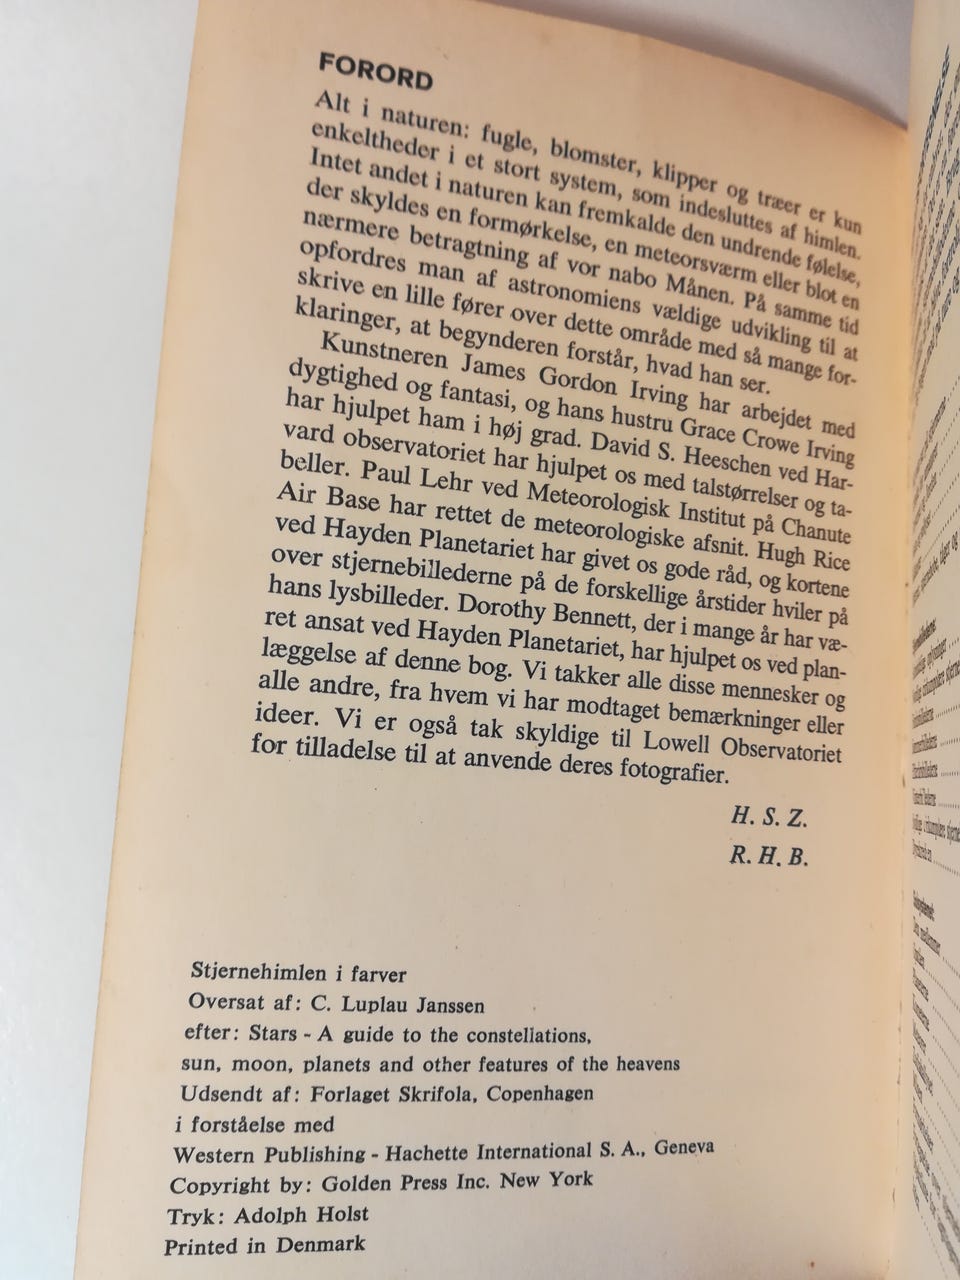 FORORD
Alt i naturen: fugle, blomster, klipper og træer er kun
enkeltheder i et stort system, som indesluttes af himlen.
Intet andet i naturen kan fremkalde den undrende følelse,
der skyldes en formørkelse, en meteorsværm eller blot en
nærmere betragtning af vor nabo Månen. På samme tid
opfordres man af astronomiens vældige udvikling til at
skrive en lille fører over dette område med så mange for-
klaringer, at begynderen forstår, hvad han ser.
Kunstneren James Gordon Irving har arbejdet med
dygtighed og fantasi, og hans hustru Grace Crowe Irving
har hjulpet ham i høj grad. David S. Heeschen ved Har-
vard observatoriet har hjulpet os med talstørrelser og ta-
beller. Paul Lehr ved Meteorologisk Institut på Chanute
Air Base har rettet de meteorologiske afsnit. Hugh Rice
ved Hayden Planetariet har givet os gode råd, og kortene
over stjernebillederne på de forskellige årstider hviler på
hans lysbilleder. Dorothy Bennett, der i mange år har væ-
ret ansat ved Hayden Planetariet, har hjulpet os ved plan-
læggelse af denne bog. Vi takker alle disse mennesker og
alle andre, fra hvem vi har modtaget bemærkninger eller
ideer. Vi er også tak skyldige til Lowell Observatoriet
for tilladelse til at anvende deres fotografier.
H. S. Z.
R. H. B.
Stjernehimlen i farver
Oversat af: C. Luplau Janssen
efter: Stars - A guide to the constellations,
sun, moon, planets and other features of the heavens
Udsendt af: Forlaget Skrifola, Copenhagen
i forståelse med
Western Publishing - Hachette International S. A., Geneva
Copyright by: Golden Press Inc. New York
Tryk: Adolph Holst
Printed in Denmark